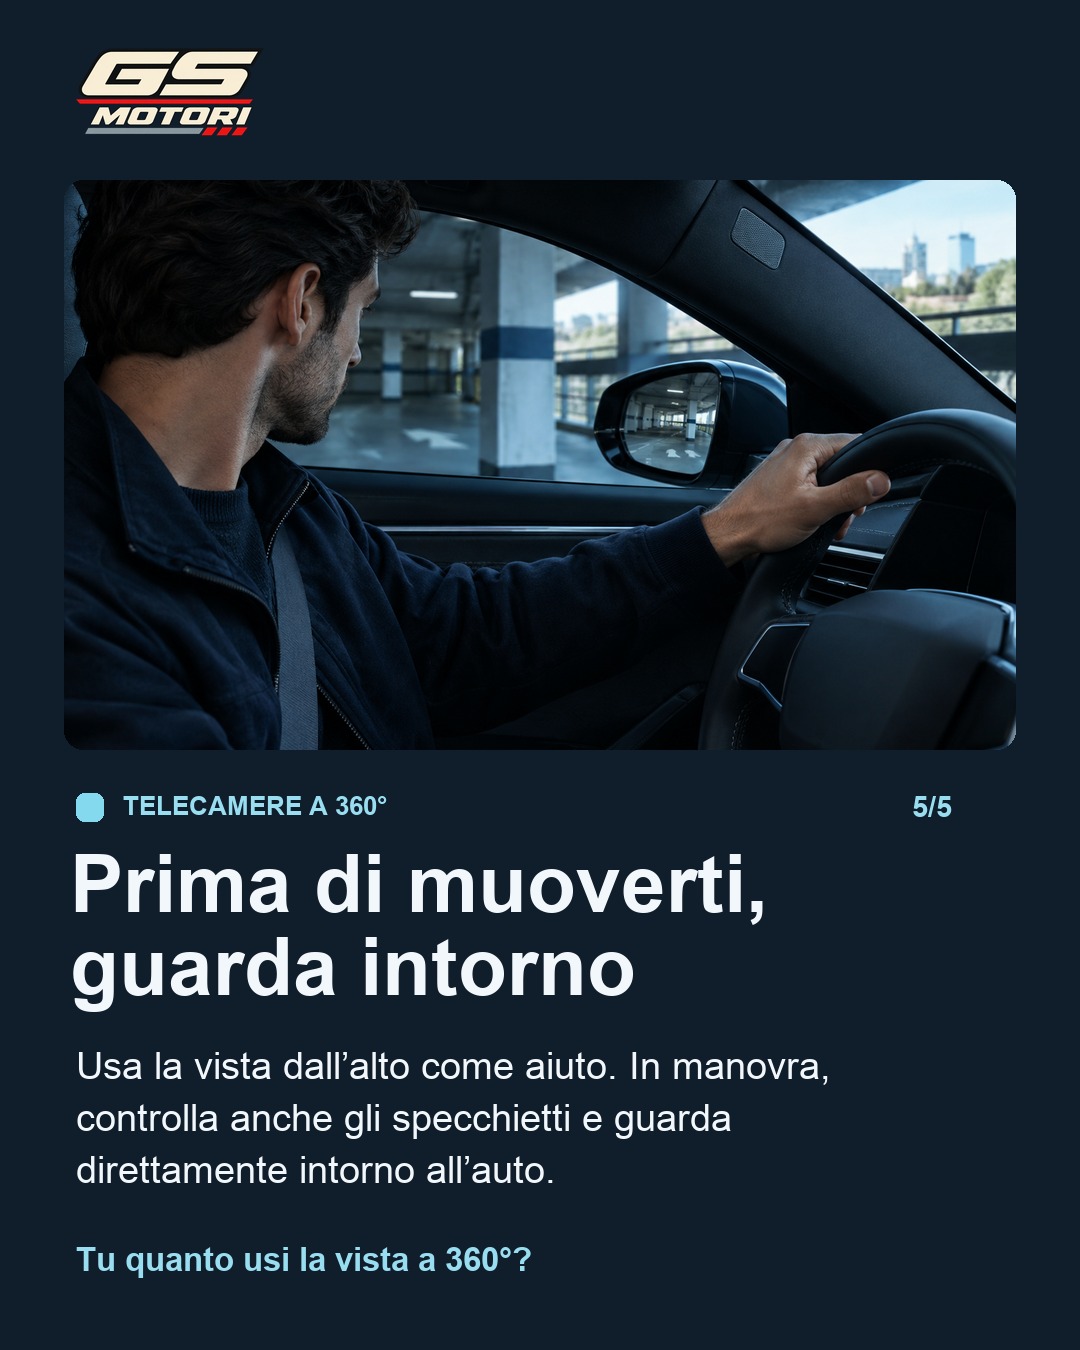 GS
MOTORI
TELECAMERE A 360°
5/5
Prima di muoverti,
guarda intorno
Usa la vista dall’alto come aiuto. In manovra,
controlla anche gli specchietti e guarda
direttamente intorno all’auto.
Tu quanto usi la vista a 360°?